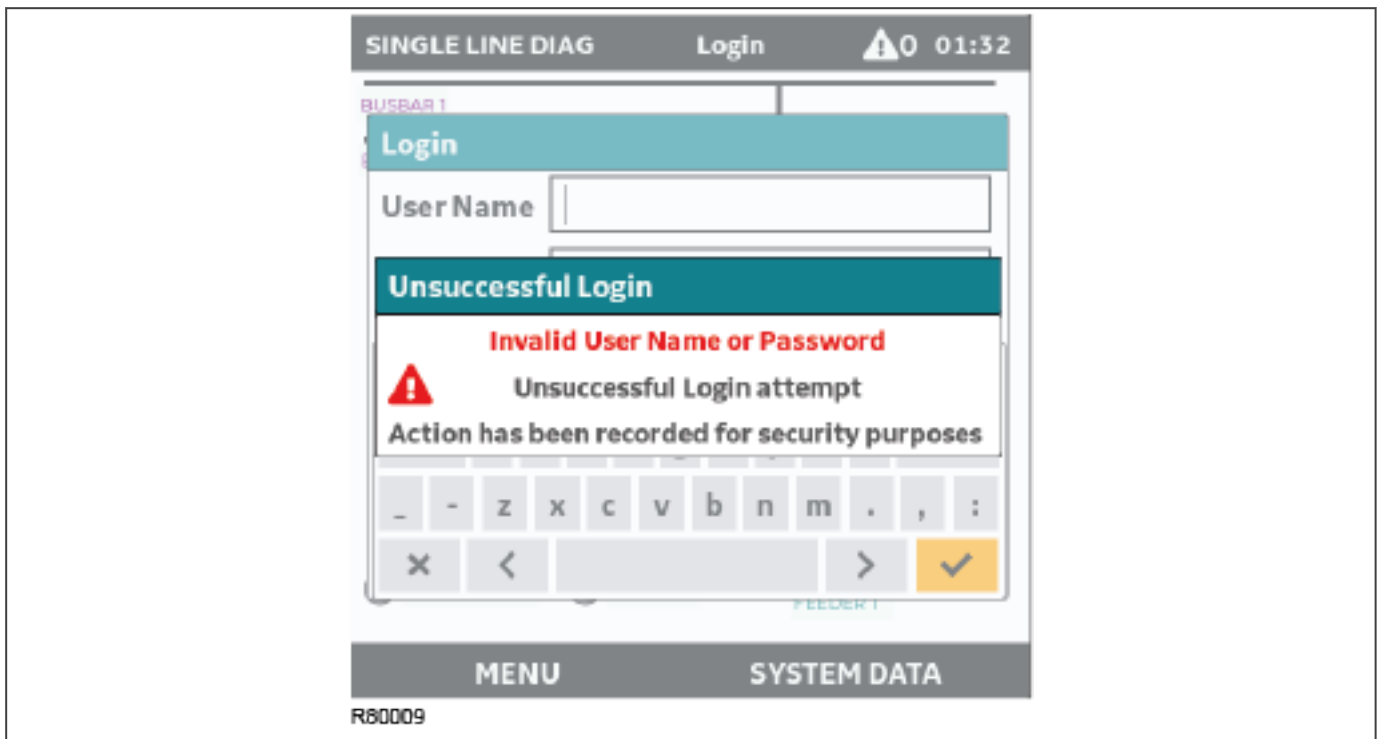 SINGLE LINE DIAG Login 0 01:32
BUSBAR 1
Login
User Name
Unsuccessful Login
Invalid User Name or Password
Unsuccessful Login attempt
Action has been recorded for security purposes
_ - z x c v b n m . , :
FEEDER 1
MENU SYSTEM DATA
R80009